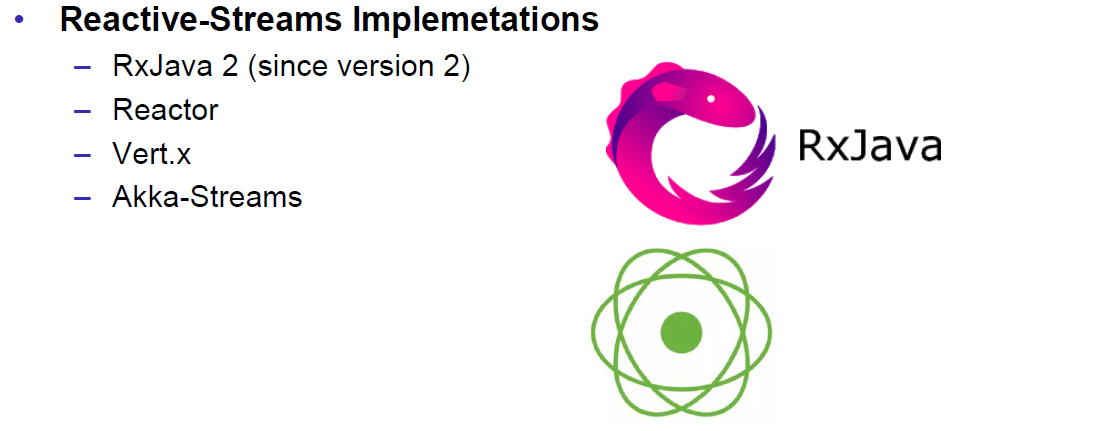 • Reactive-Streams Implemetations
– RxJava 2 (since version 2)
– Reactor
– Vert.x
– Akka-Streams
RxJava